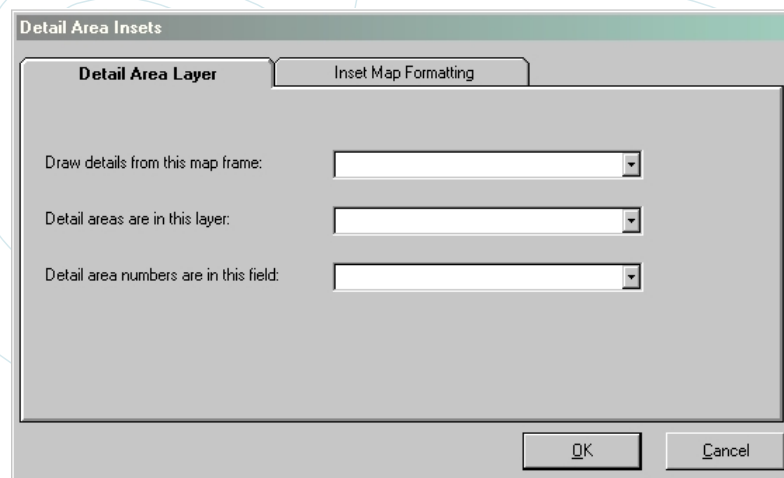 Detail Area Insets
Detail Area Layer
Inset Map Formatting
Draw details from this map frame:
Detail areas are in this layer:
Detail area numbers are in this field:
OK
Cancel